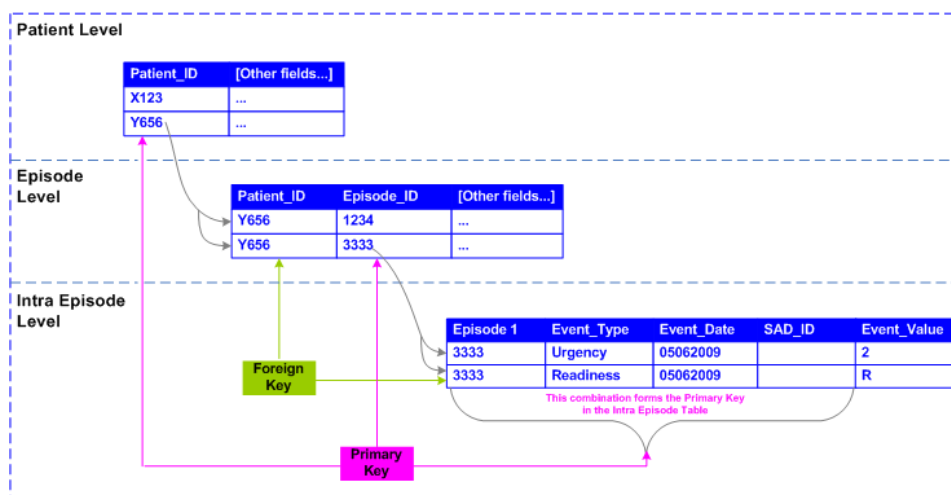 Patient Level
Patient_ID [Other fields...]
X123 ...
Y656 ...
Episode
Level
Patient_ID Episode_ID [Other fields...]
Y656 1234 ...
Y656 3333 ...
Intra Episode
Level
Episode 1 Event_Type Event_Date SAD_ID Event_Value
3333 Urgency 05062009 2
3333 Readiness 05062009 R
Foreign
Key
This combination forms the Primary Key
in the Intra Episode Table
Primary
Key